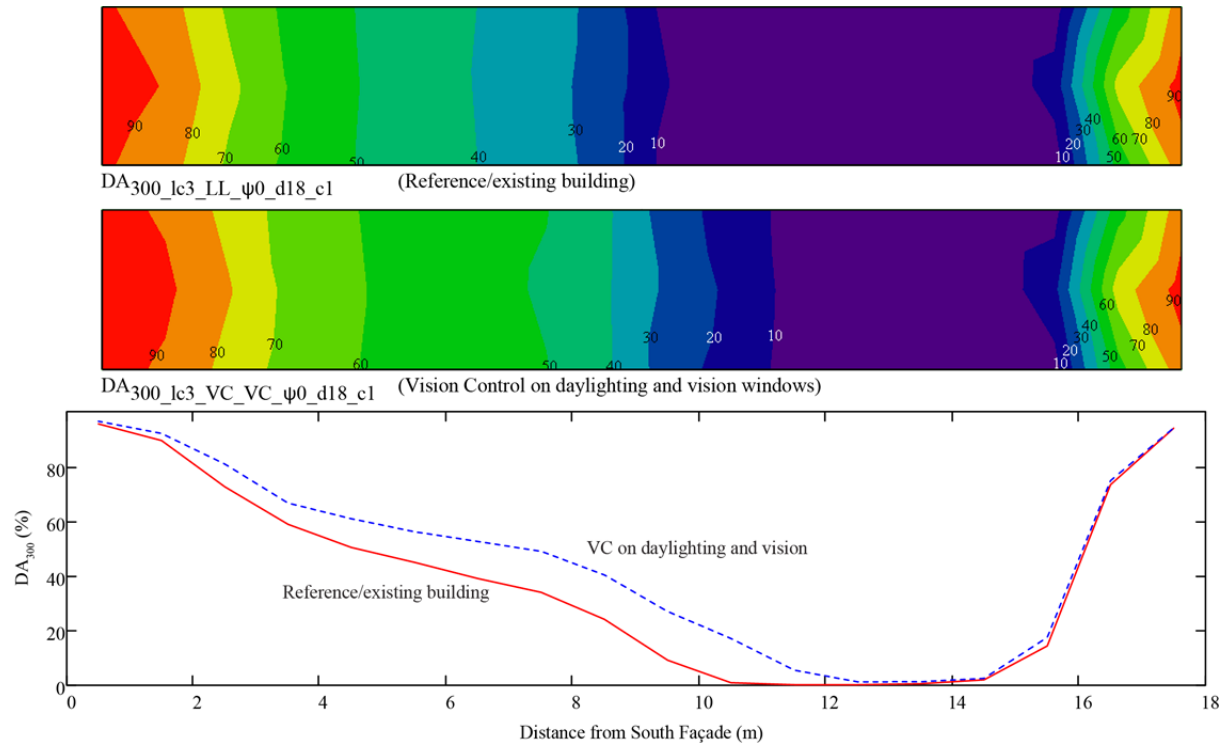 90 80 70 60 50 40 30 20 10 10 20 30 40 50 60 70 80 90
DA300_lc3_LL_ψ0_d18_c1 (Reference/existing building)
90 80 70 60 50 40 30 20 10 10 20 30 40 50 60 70 80 90
DA300_lc3_VC_VC_ψ0_d18_c1 (Vision Control on daylighting and vision windows)
80
60
40
20
0
DA300 (%)
VC on daylighting and vision
Reference/existing building
0 2 4 6 8 10 12 14 16 18
Distance from South Façade (m)